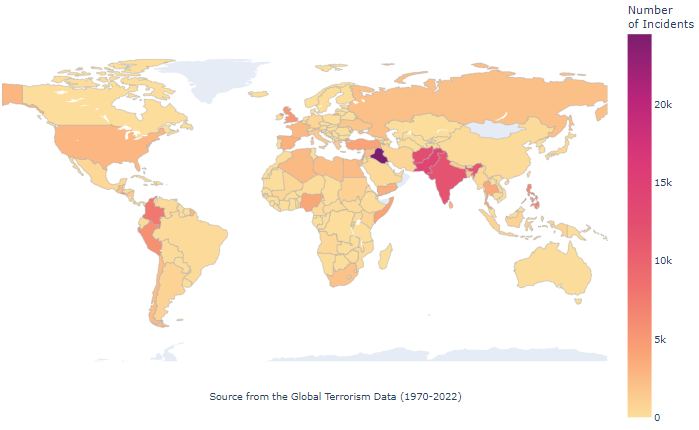 Number
of Incidents
20k
15k
10k
5k
0
Source from the Global Terrorism Data (1970-2022)